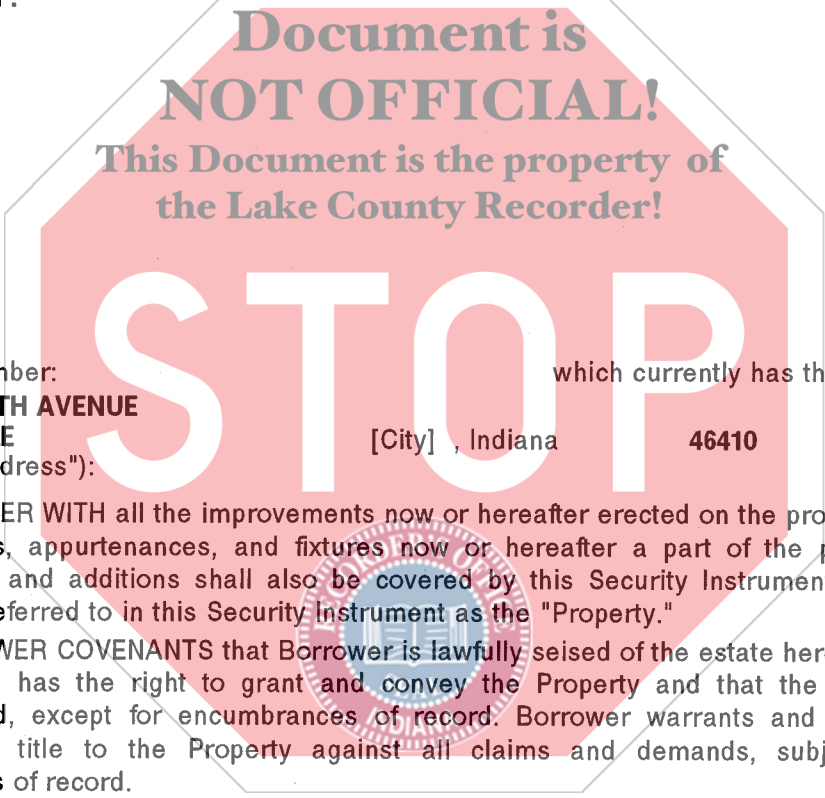 Document is
NOT OFFICIAL!
This Document is the property of
the Lake County Recorder!
STOP
nber: which currently has th
TH AVENUE
E [City] , Indiana 46410
dress"):
ER WITH all the improvements now or hereafter erected on the pro
s, appurtenances, and fixtures now or hereafter a part of the p
and additions shall also be covered by this Security Instrumen
eferred to in this Security Instrument as the "Property."
WER COVENANTS that Borrower is lawfully seised of the estate her
has the right to grant and convey the Property and that the
d, except for encumbrances of record. Borrower warrants and
title to the Property against all claims and demands, subj
s of record.
RECORDER OFFICE
INDIANA